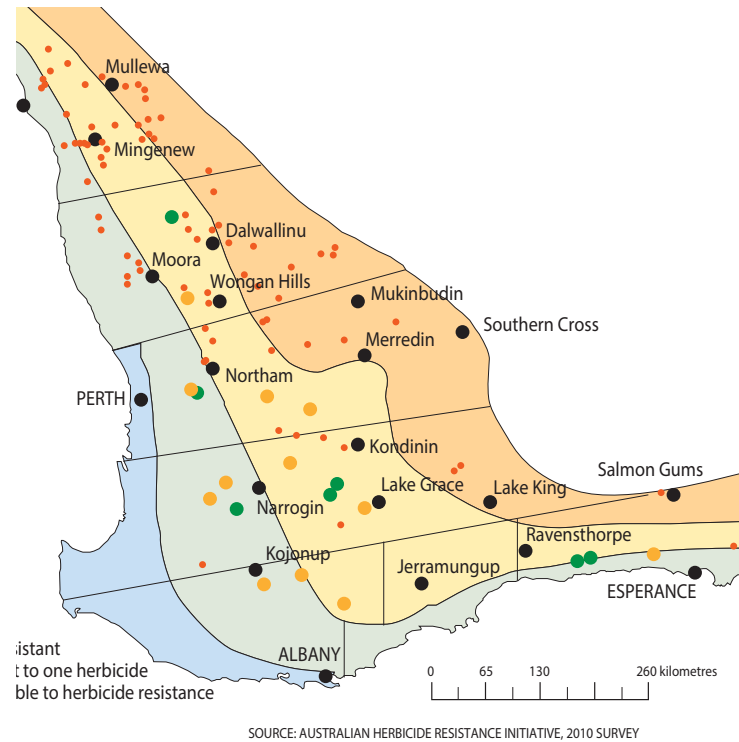 Mullewa
Mingenew
Dalwallinu
Moora
Wongan Hills
Mukinbudin
Southern Cross
Merredin
Northam
PERTH
Kondinin
Salmon Gums
Lake Grace
Lake King
Narrogin
Ravensthorpe
Kojonup
Jerramungup
ESPERANCE
istant
t to one herbicide
ble to herbicide resistance
ALBANY
0 65 130 260 kilometres
SOURCE: AUSTRALIAN HERBICIDE RESISTANCE INITIATIVE, 2010 SURVEY